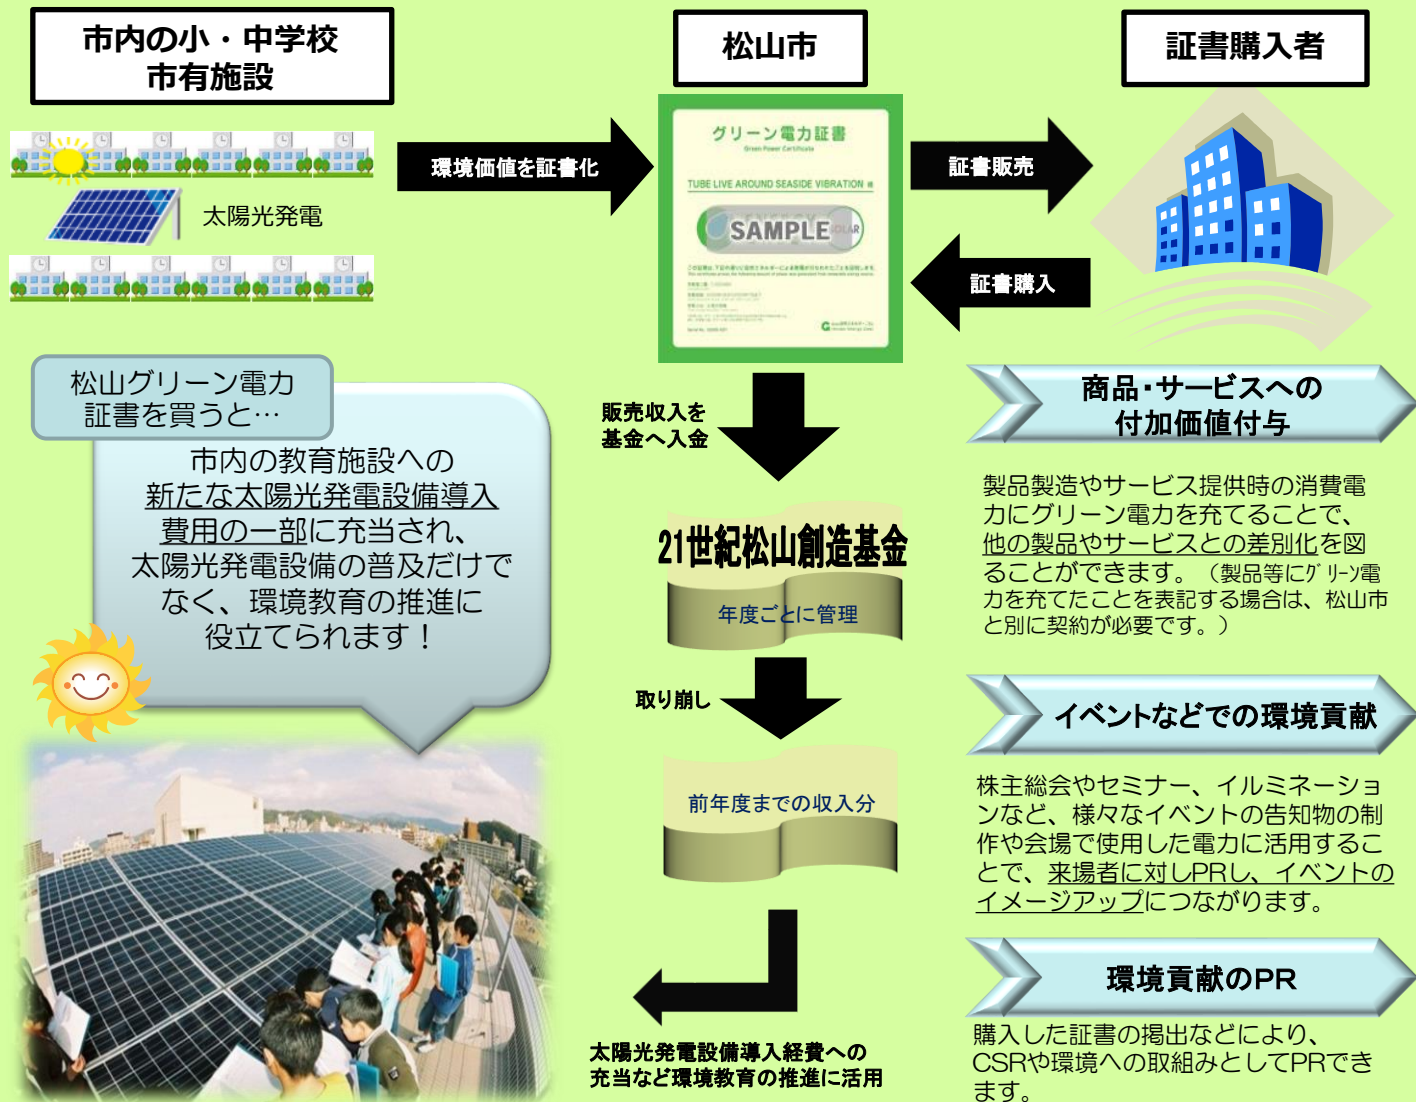 市内の小・中学校
市有施設
松山市
証書購入者
太陽光発電
環境価値を証書化
グリーン電力証書
Green Power Certificate
TUBE LIVE AROUND SEASIDE VIBRATION 様
SAMPLE
SOLAR
証書販売
証書購入
松山グリーン電力
証書を買うと…
市内の教育施設への
新たな太陽光発電設備導入
費用の一部に充当され、
太陽光発電設備の普及だけで
なく、環境教育の推進に
役立てられます！
販売収入を
基金へ入金
21世紀松山創造基金
年度ごとに管理
取り崩し
前年度までの収入分
太陽光発電設備導入経費への
充当など環境教育の推進に活用
商品・サービスへの
付加価値付与
製品製造やサービス提供時の消費電
力にグリーン電力を充てることで、
他の製品やサービスとの差別化を図
ることができます。（製品等にｸﾞﾘｰﾝ電
力を充てたことを表記する場合は、松山市
と別に契約が必要です。）
イベントなどでの環境貢献
株主総会やセミナー、イルミネーショ
ンなど、様々なイベントの告知物の制
作や会場で使用した電力に活用するこ
とで、来場者に対しPRし、イベントの
イメージアップにつながります。
環境貢献のPR
購入した証書の掲出などにより、
CSRや環境への取組みとしてPRでき
ます。